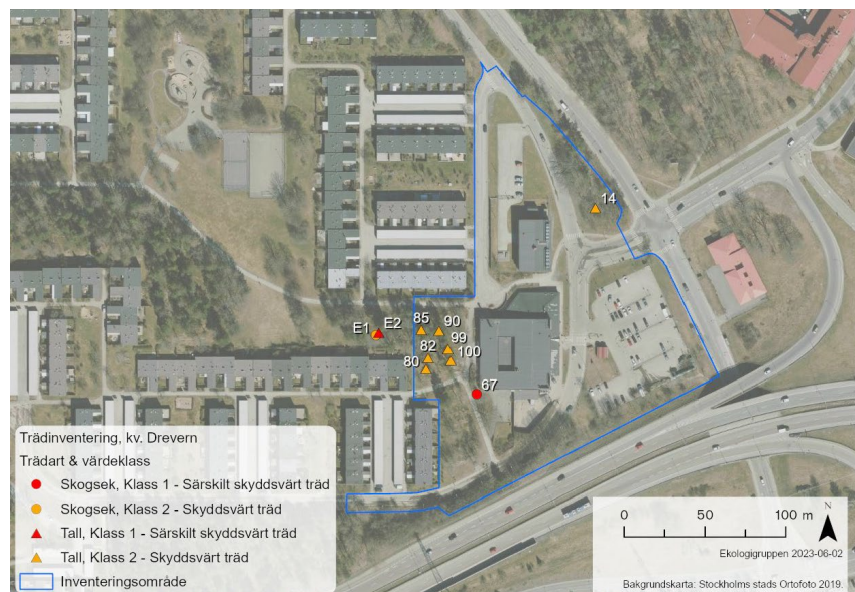 14
E1
E2
85
90
99
82
100
80
67
Trädinventering, kv. Drevern
Trädart & värdeklass
Skogsek, Klass 1 - Särskilt skyddsvärt träd
Skogsek, Klass 2 - Skyddsvärt träd
Tall, Klass 1 - Särskilt skyddsvärt träd
Tall, Klass 2 - Skyddsvärt träd
Inventeringsområde
N
0 50 100 m
Ekologigruppen 2023-06-02
Bakgrundskarta: Stockholms stads Ortofoto 2019.